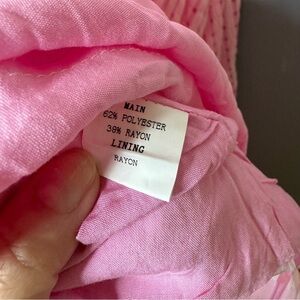 MAIN
62% POLYESTER
38% RAYON
LINING
RAYON